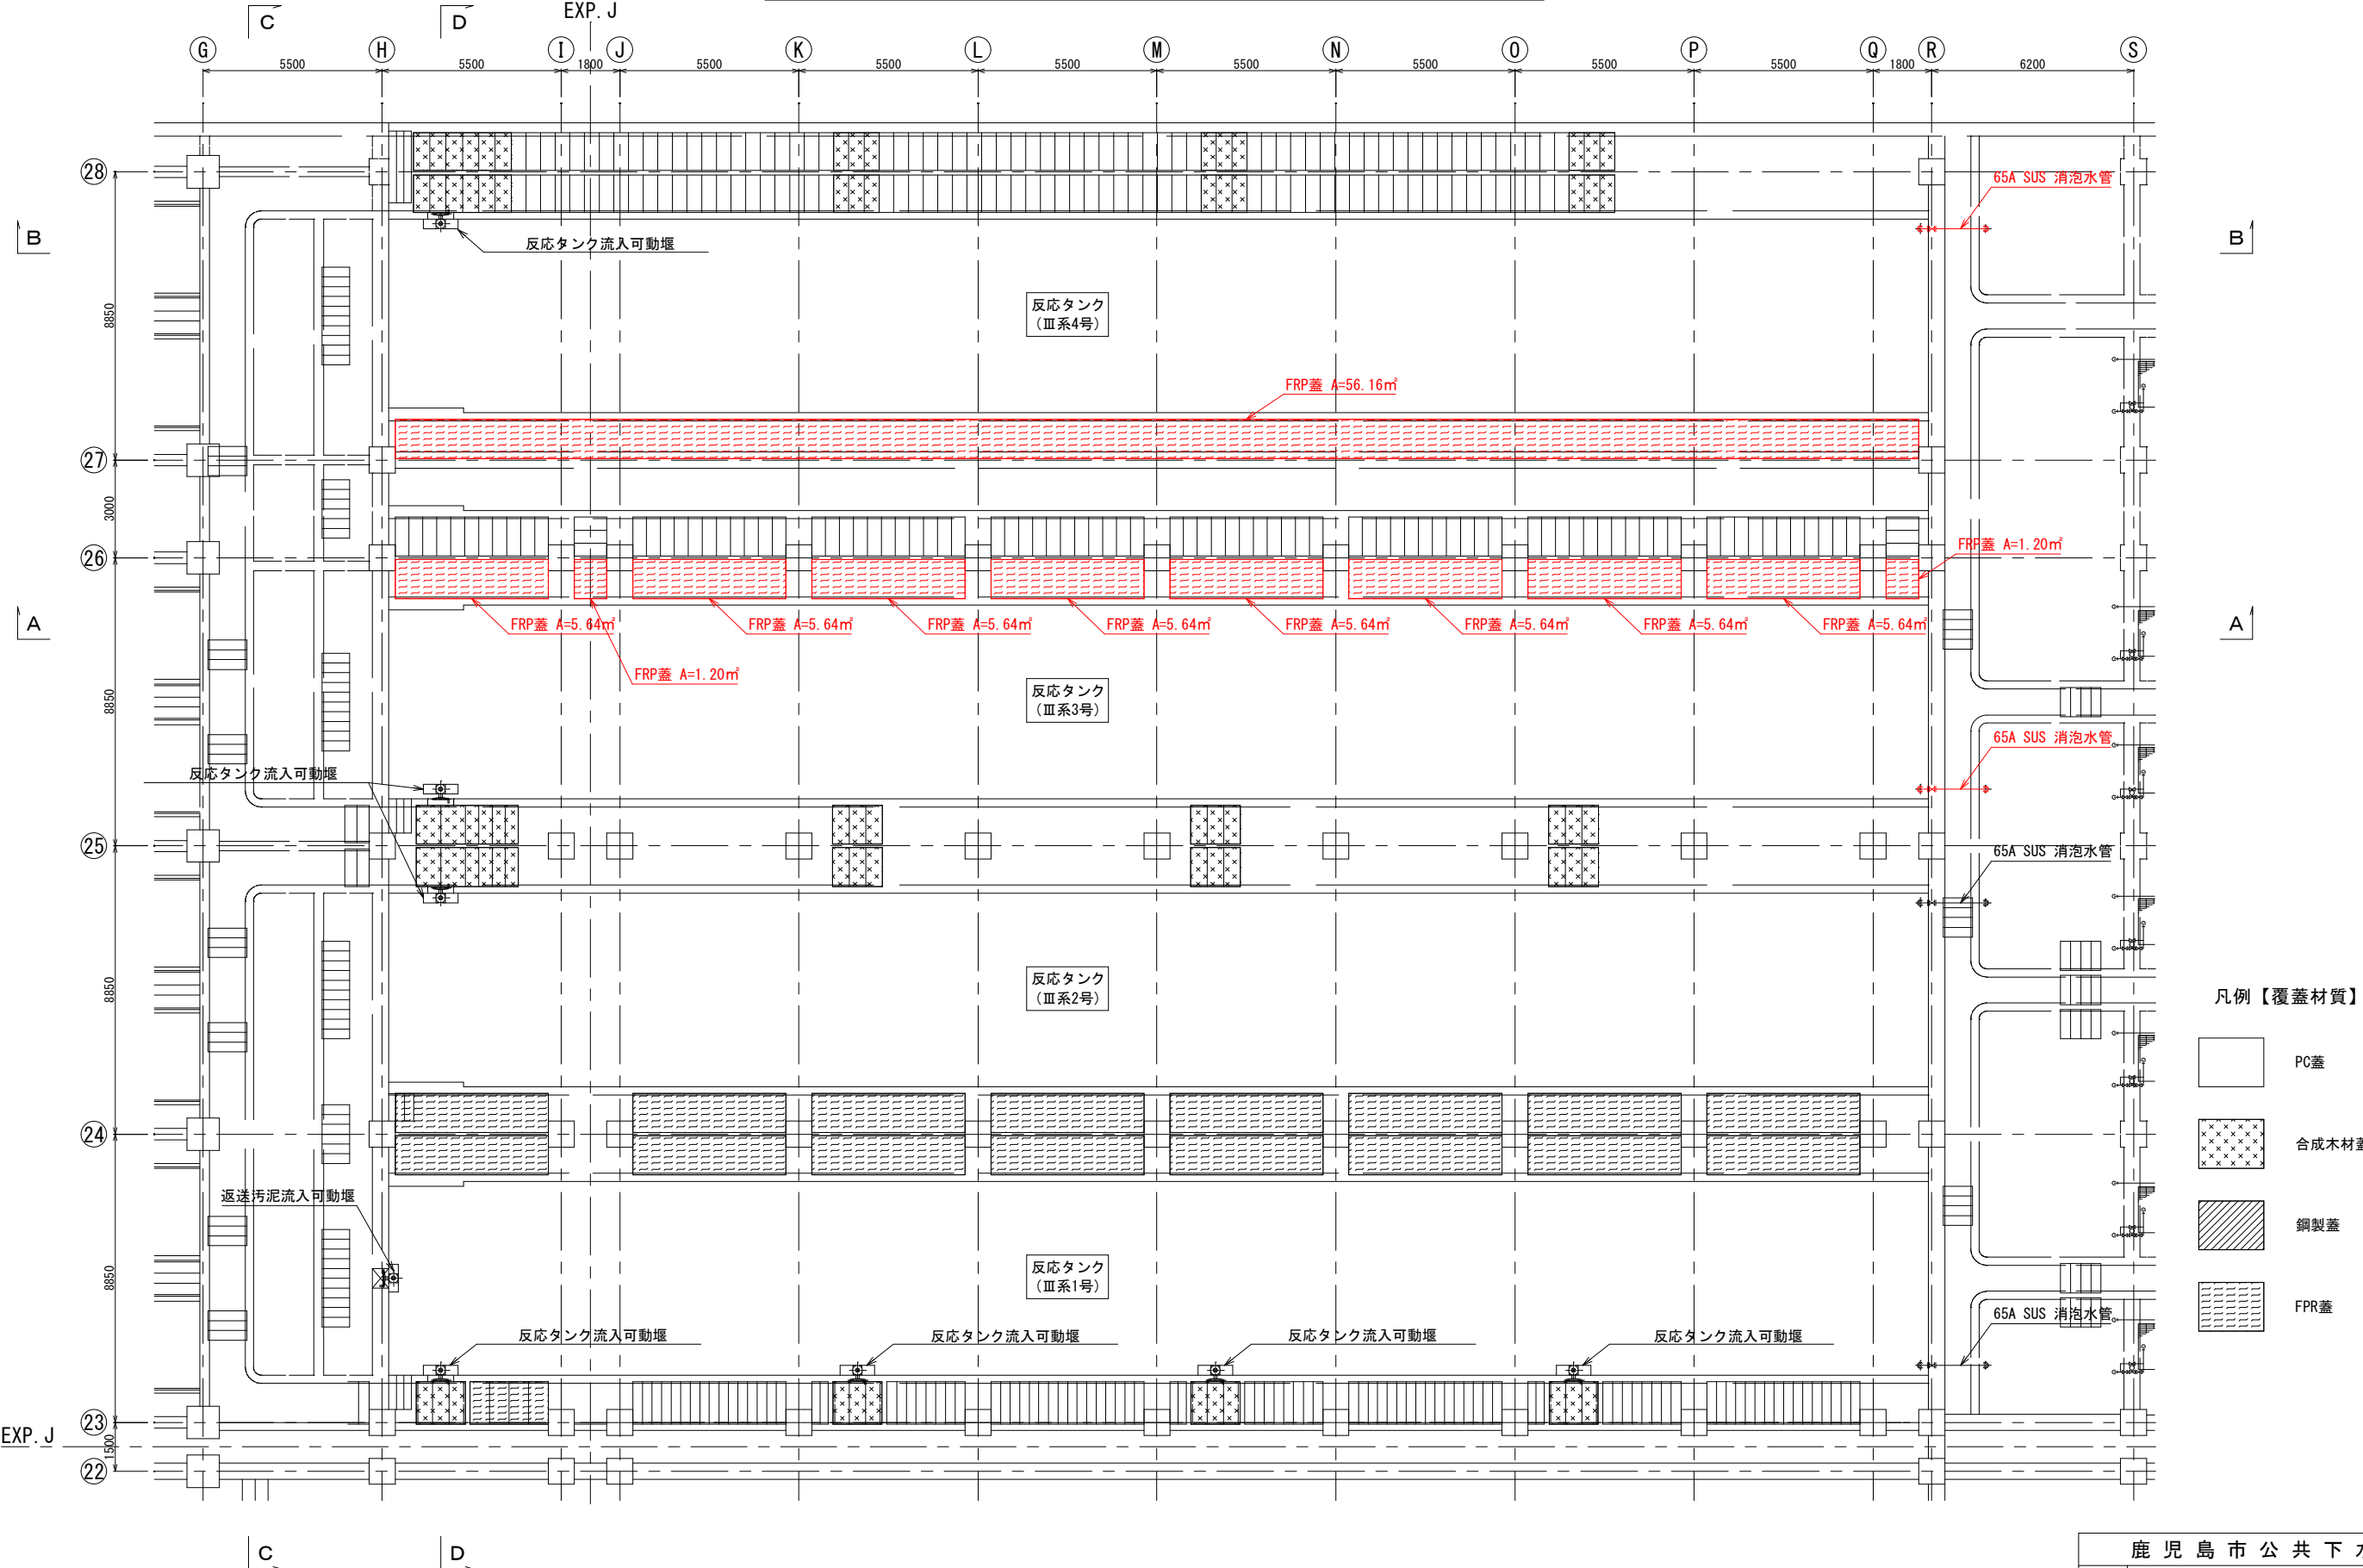 C D EXP. J
G H I J K L M N O P Q R S
5500 5500 1800 5500 5500 5500 5500 5500 5500 5500 1800 6200
28
65A SUS 消泡水管
B B
反応タンク流入可動堰
反応タンク
(Ⅲ系4号)
8850
FRP蓋 A=56.16㎡
27
3000
26
FRP蓋 A=1.20㎡
A A
FRP蓋 A=5.64㎡ FRP蓋 A=5.64㎡ FRP蓋 A=5.64㎡ FRP蓋 A=5.64㎡ FRP蓋 A=5.64㎡ FRP蓋 A=5.64㎡ FRP蓋 A=5.64㎡ FRP蓋 A=5.64㎡
FRP蓋 A=1.20㎡
反応タンク
(Ⅲ系3号)
8850
65A SUS 消泡水管
反応タンク流入可動堰
25
65A SUS 消泡水管
反応タンク
(Ⅲ系2号)
8850
凡例【覆蓋材質】
PC蓋
合成木材蓋
鋼製蓋
FPR蓋
24
返送汚泥流入可動堰
反応タンク
(Ⅲ系1号)
8850
65A SUS 消泡水管
反応タンク流入可動堰 反応タンク流入可動堰 反応タンク流入可動堰 反応タンク流入可動堰
23
EXP. J
1500
22
C D
鹿児島市公共下